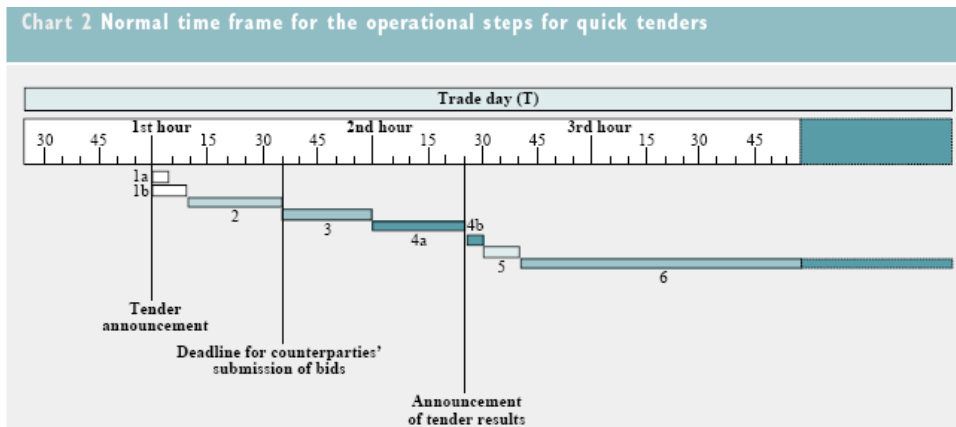 Chart 2 Normal time frame for the operational steps for quick tenders
Trade day (T)
1st hour 2nd hour 3rd hour
30 45 15 30 45 15 30 45 15 30 45
1a
1b
2
3
4a
4b
5
6
Tender
announcement
Deadline for counterparties’
submission of bids
Announcement
of tender results